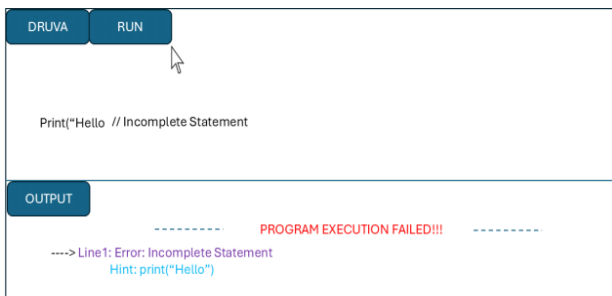 DRUVA RUN
Print(“Hello // Incomplete Statement
OUTPUT
---------- PROGRAM EXECUTION FAILED!!! ----------
----> Line1: Error: Incomplete Statement
Hint: print(“Hello”)